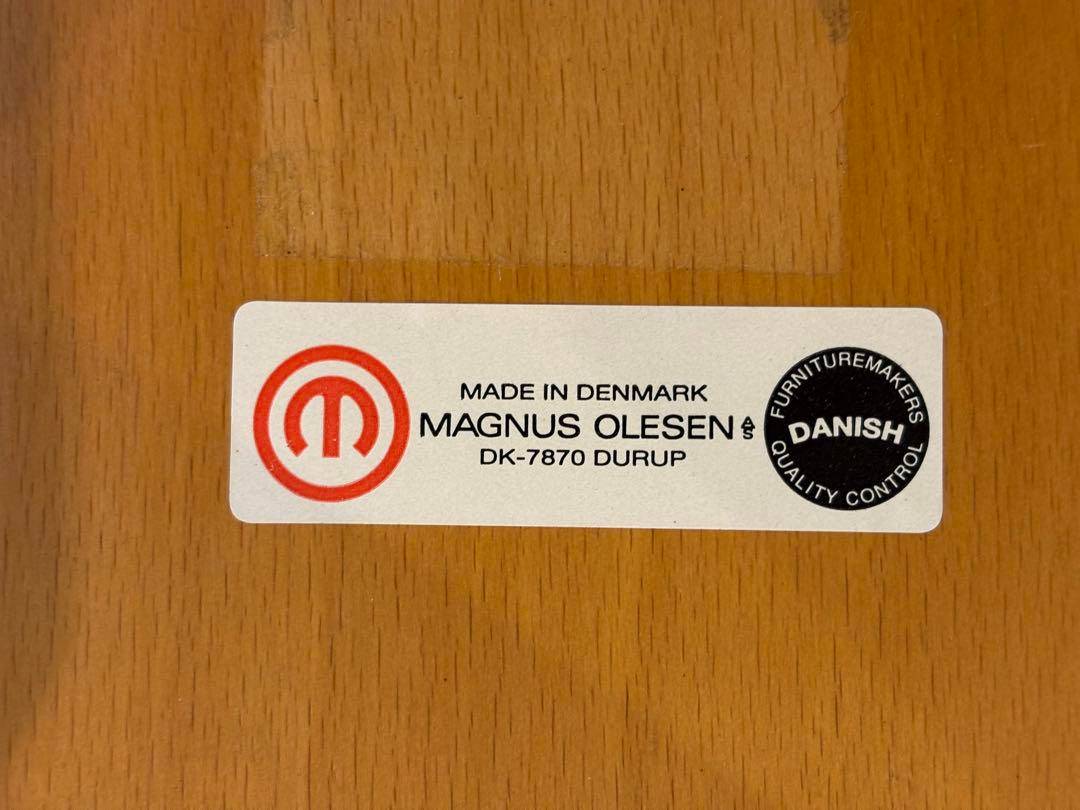 MADE IN DENMARK
MAGNUS OLESEN A/S
DK-7870 DURUP
FURNITUREMAKERS
DANISH
QUALITY CONTROL